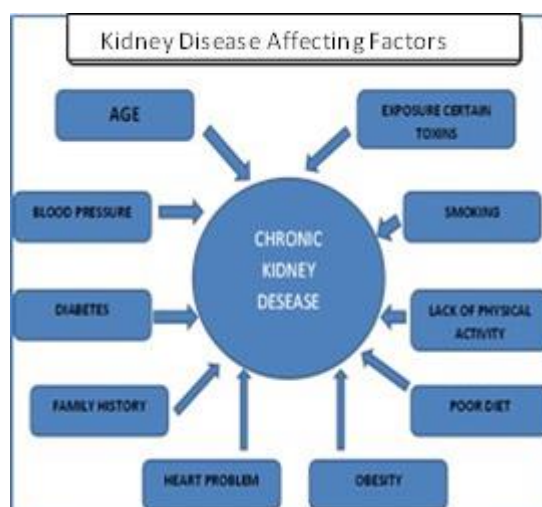 Kidney Disease Affecting Factors
AGE
EXPOSURE CERTAIN
TOXINS
BLOOD PRESSURE
SMOKING
CHRONIC
KIDNEY
DESEASE
DIABETES
LACK OF PHYSICAL
ACTIVITY
FAMILY HISTORY
POOR DIET
HEART PROBLEM
OBESITY